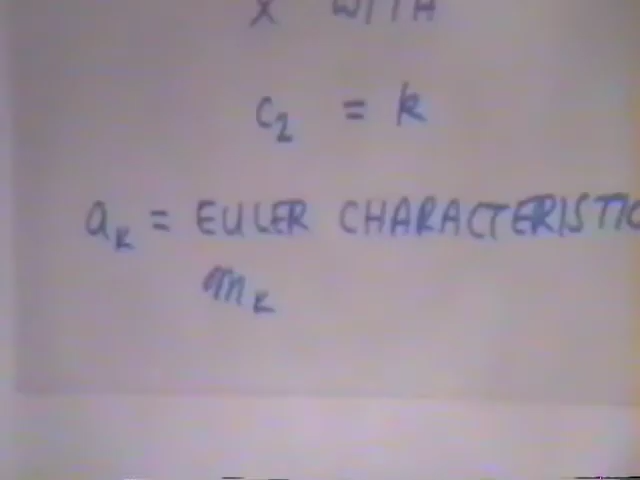 X WITH
c₂ = k
aₖ = EULER CHARACTERISTIC
mₖ